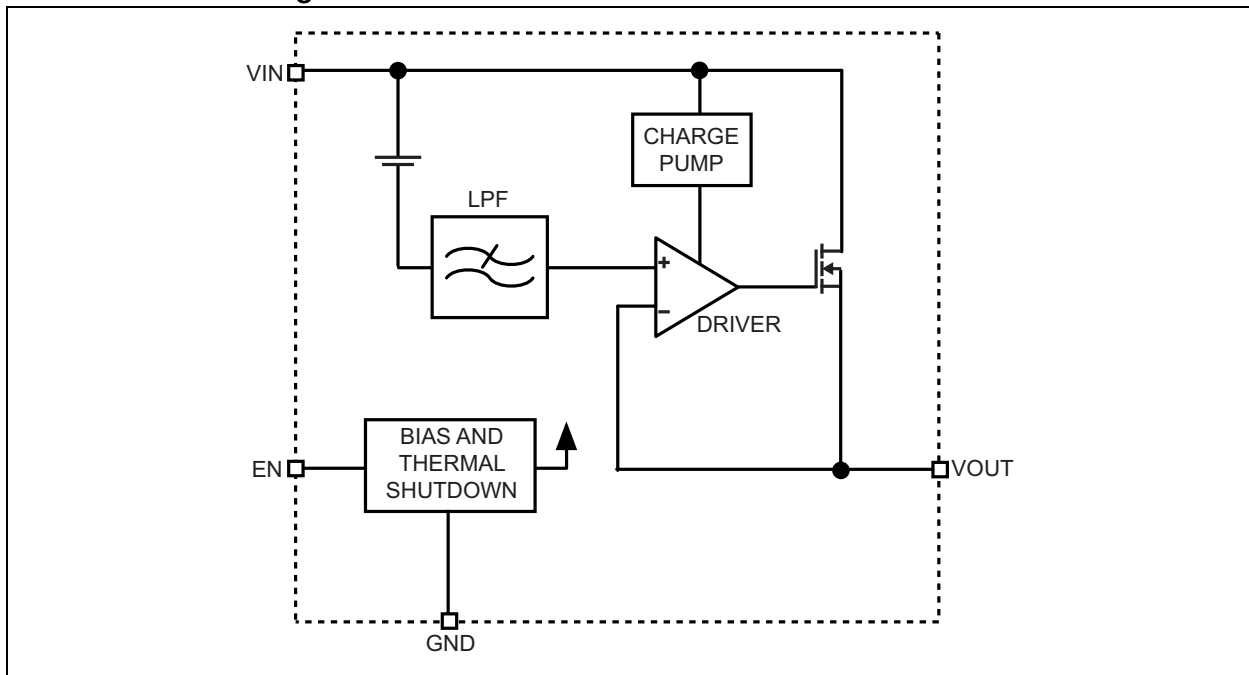 VIN
CHARGE
PUMP
LPF
+
−
DRIVER
BIAS AND
THERMAL
SHUTDOWN
EN
VOUT
GND